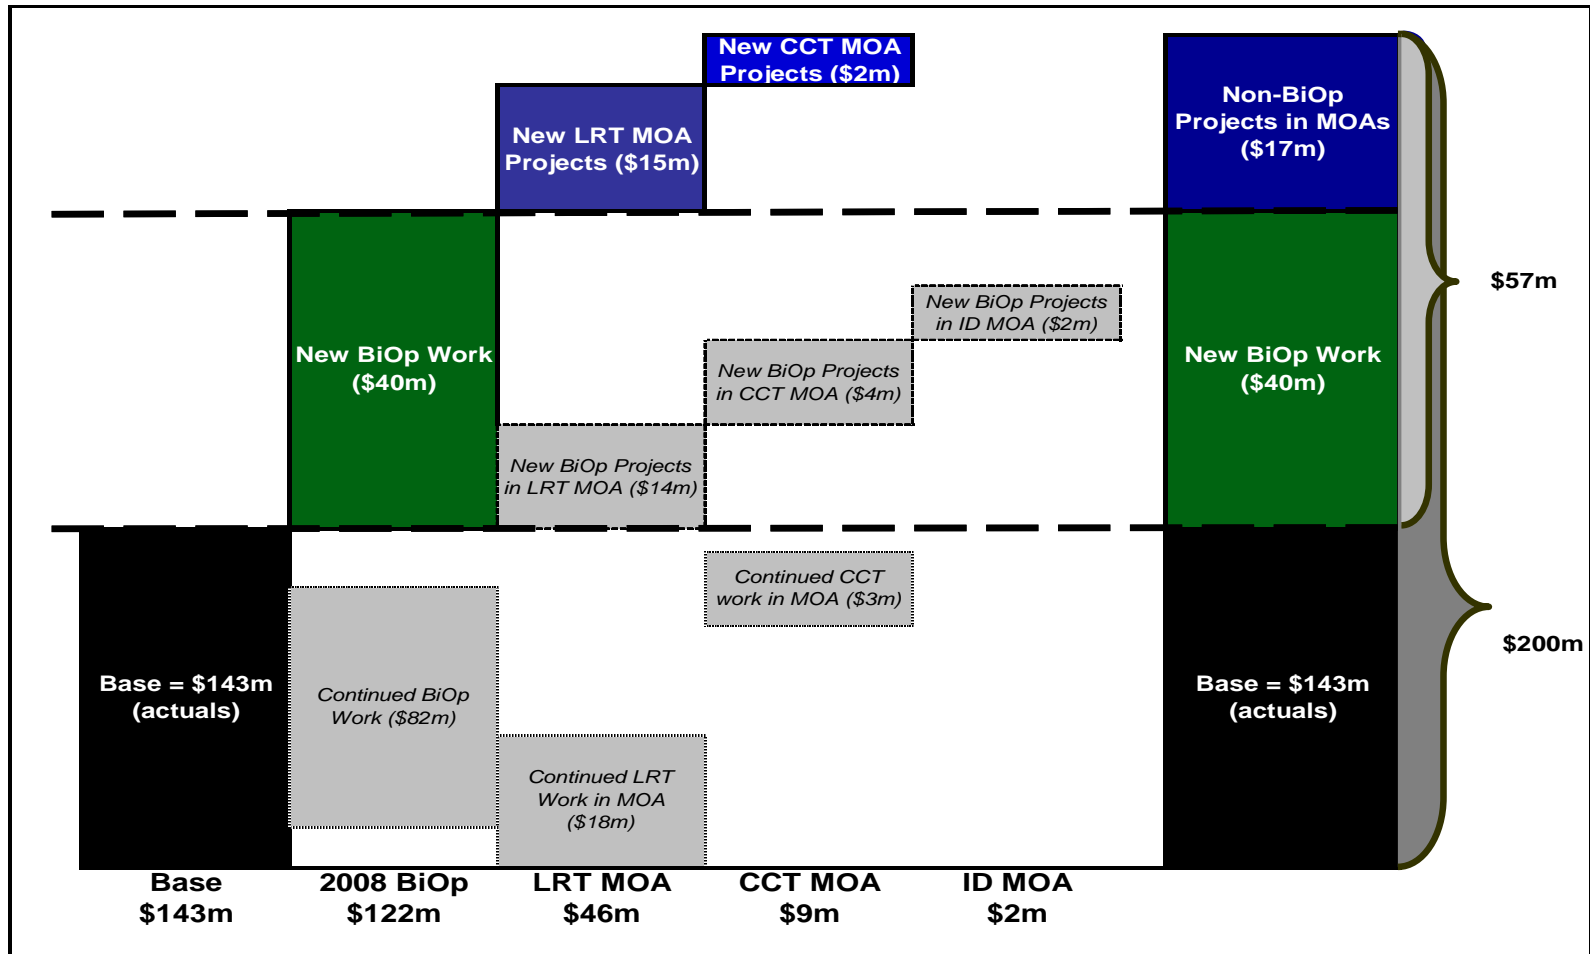 New CCT MOA
Projects ($2m)
New LRT MOA
Projects ($15m)
Non-BiOp
Projects in MOAs
($17m)
$57m
New BiOp Work
($40m)
New BiOp Projects
in ID MOA ($2m)
New BiOp Projects
in CCT MOA ($4m)
New BiOp Projects
in LRT MOA ($14m)
New BiOp Work
($40m)
Continued CCT
work in MOA ($3m)
$200m
Base = $143m
(actuals)
Continued BiOp
Work ($82m)
Continued LRT
Work in MOA
($18m)
Base = $143m
(actuals)
Base
$143m
2008 BiOp
$122m
LRT MOA
$46m
CCT MOA
$9m
ID MOA
$2m